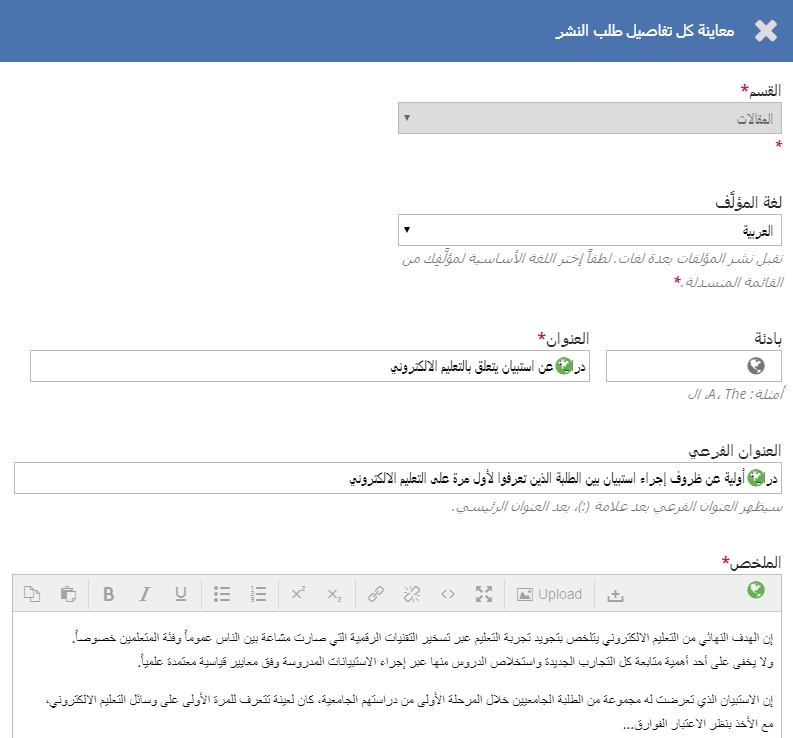 معاينة كل تفاصيل طلب النشر
القسم*
المقالات
*
لغة المؤلَّف
العربية
نقبل نشر المؤلفات بعدة لغات. لطفاً إختر اللغة الأساسية لمؤلَّفِك من
القائمة المنسدلة.*
بادئة
العنوان*
دراسة عن استبيان يتعلق بالتعليم الالكتروني
أمثلة: A، The، ال
العنوان الفرعي
دراسة أولية عن ظروف إجراء استبيان بين الطلبة الذين تعرفوا لأول مرة على التعليم الالكتروني
سيظهر العنوان الفرعي بعد علامة (:)، بعد العنوان الرئيسي.
الملخص*
B I U x² x₂ Upload
إن الهدف النهائي من التعليم الالكتروني يتلخص بتجويد تجربة التعليم عبر تسخير التقنيات الرقمية التي صارت مشاعة بين الناس عموماً وفئة المتعلمين خصوصاً.
ولا يخفى على أحد أهمية متابعة كل التجارب الجديدة واستخلاص الدروس منها عبر إجراء الاستبيانات المدروسة وفق معايير قياسية معتمدة علمياً.
إن الاستبيان الذي تعرضت له مجموعة من الطلبة الجامعيين خلال المرحلة الأولى من دراستهم الجامعية، كان لعينة تتعرف للمرة الأولى على وسائل التعليم الالكتروني،
مع الأخذ بنظر الاعتبار الفوارق...